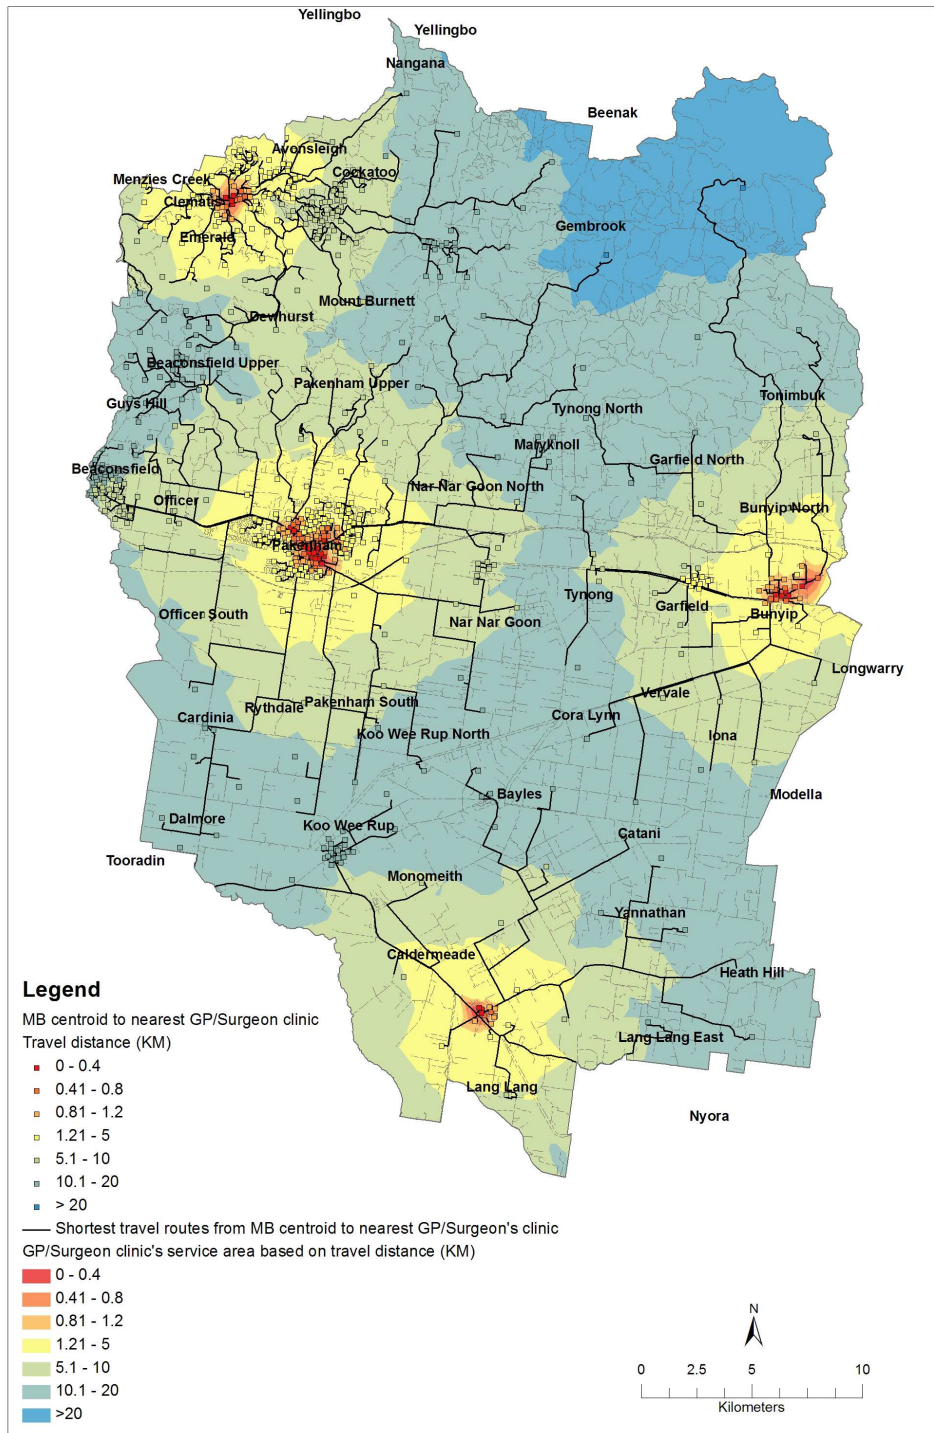 Yellingbo
Yellingbo
Nangana
Beenak
Avonsleigh
Cockatoo
Menzies Creek
Clematis
Gembrook
Emerald
Mount Burnett
Dewhurst
Beaconsfield Upper
Pakenham Upper
Tonimbuk
Guys Hill
Tynong North
Maryknoll
Garfield North
Beaconsfield
Nar Nar Goon North
Officer
Bunyip North
Pakenham
Tynong
Garfield
Officer South
Bunyip
Nar Nar Goon
Longwarry
Vervale
Pakenham South
Rythdale
Cardinia
Cora Lynn
Koo Wee Rup North
Iona
Bayles
Modella
Dalmore
Koo Wee Rup
Catani
Tooradin
Monomeith
Yannathan
Caldermeade
Heath Hill
Lang Lang East
Lang Lang
Nyora
Legend
MB centroid to nearest GP/Surgeon clinic
Travel distance (KM)
0 - 0.4
0.41 - 0.8
0.81 - 1.2
1.21 - 5
5.1 - 10
10.1 - 20
> 20
Shortest travel routes from MB centroid to nearest GP/Surgeon's clinic
GP/Surgeon clinic's service area based on travel distance (KM)
0 - 0.4
0.41 - 0.8
0.81 - 1.2
1.21 - 5
5.1 - 10
10.1 - 20
>20
N
0 2.5 5 10
Kilometers